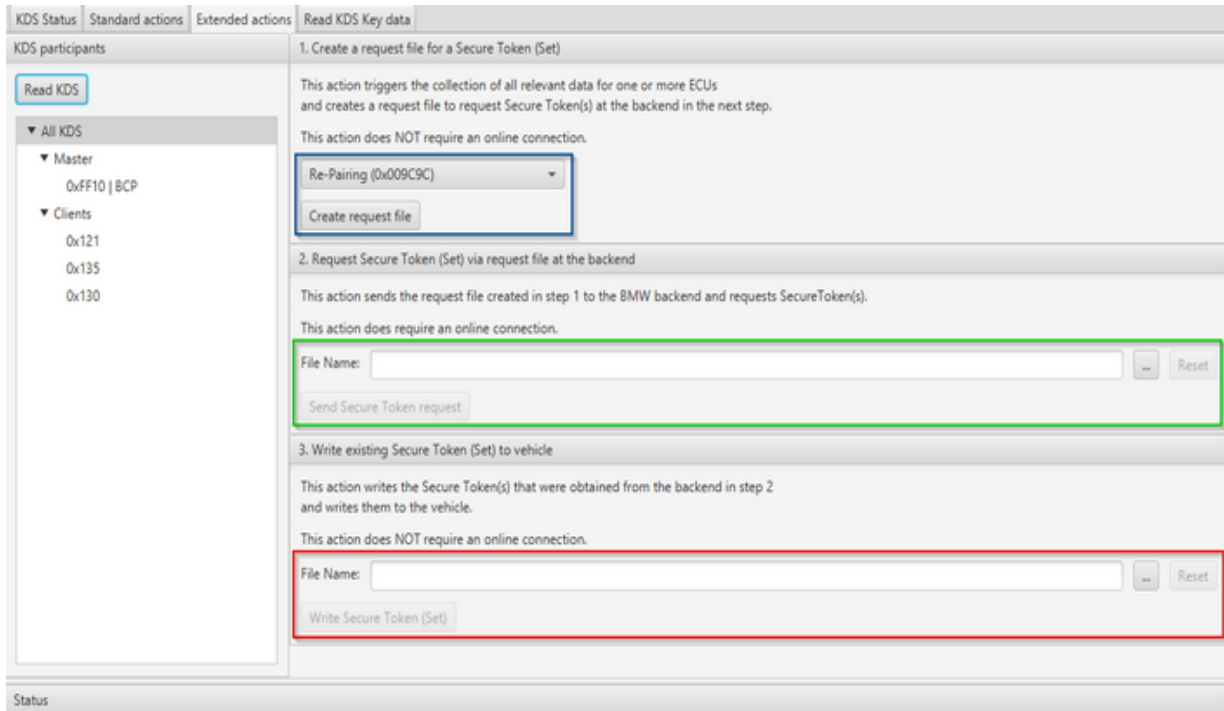 KDS Status Standard actions Extended actions Read KDS Key data
KDS participants
Read KDS
▼ All KDS
▼ Master
0xFF10 | BCP
▼ Clients
0x121
0x135
0x130
1. Create a request file for a Secure Token (Set)
This action triggers the collection of all relevant data for one or more ECUs
and creates a request file to request Secure Token(s) at the backend in the next step.
This action does NOT require an online connection.
Re-Pairing (0x009C9C)
Create request file
2. Request Secure Token (Set) via request file at the backend
This action sends the request file created in step 1 to the BMW backend and requests SecureToken(s).
This action does require an online connection.
File Name: ... Reset
Send Secure Token request
3. Write existing Secure Token (Set) to vehicle
This action writes the Secure Token(s) that were obtained from the backend in step 2
and writes them to the vehicle.
This action does NOT require an online connection.
File Name: ... Reset
Write Secure Token (Set)
Status